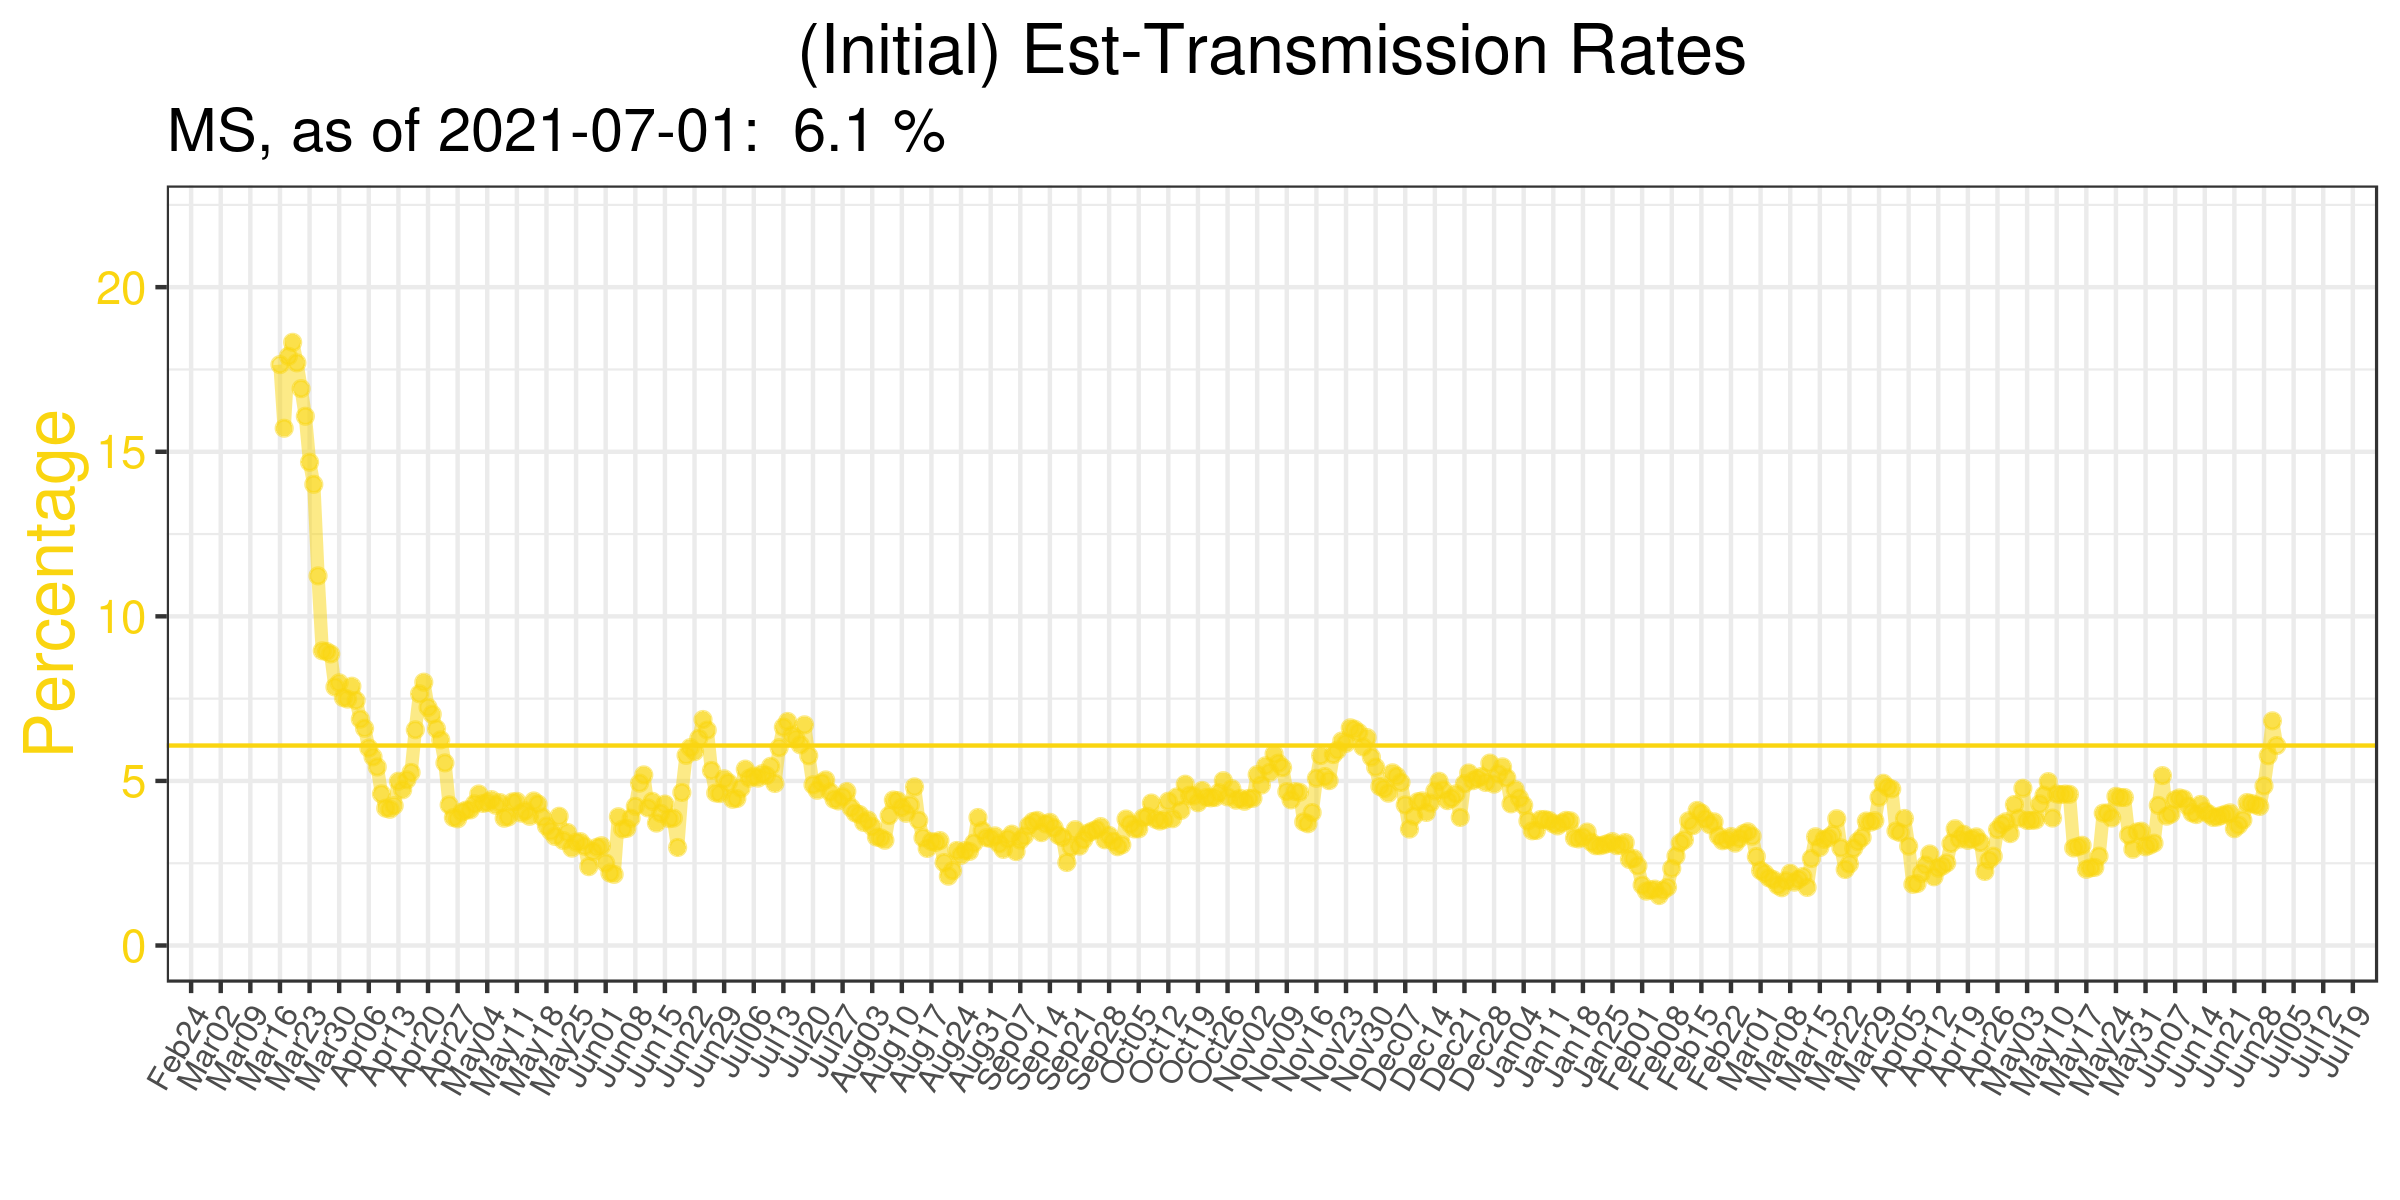 (Initial) Est-Transmission Rates
MS, as of 2021-07-01: 6.1 %
Percentage
20
15
10
5
0
Feb24
Mar02
Mar09
Mar16
Mar23
Mar30
Apr06
Apr13
Apr20
Apr27
May04
May11
May18
May25
Jun01
Jun08
Jun15
Jun22
Jun29
Jul06
Jul13
Jul20
Jul27
Aug03
Aug10
Aug17
Aug24
Aug31
Sep07
Sep14
Sep21
Sep28
Oct05
Oct12
Oct19
Oct26
Nov02
Nov09
Nov16
Nov23
Nov30
Dec07
Dec14
Dec21
Dec28
Jan04
Jan11
Jan18
Jan25
Feb01
Feb08
Feb15
Feb22
Mar01
Mar08
Mar15
Mar22
Mar29
Apr05
Apr12
Apr19
Apr26
May03
May10
May17
May24
May31
Jun07
Jun14
Jun21
Jun28
Jul05
Jul12
Jul19